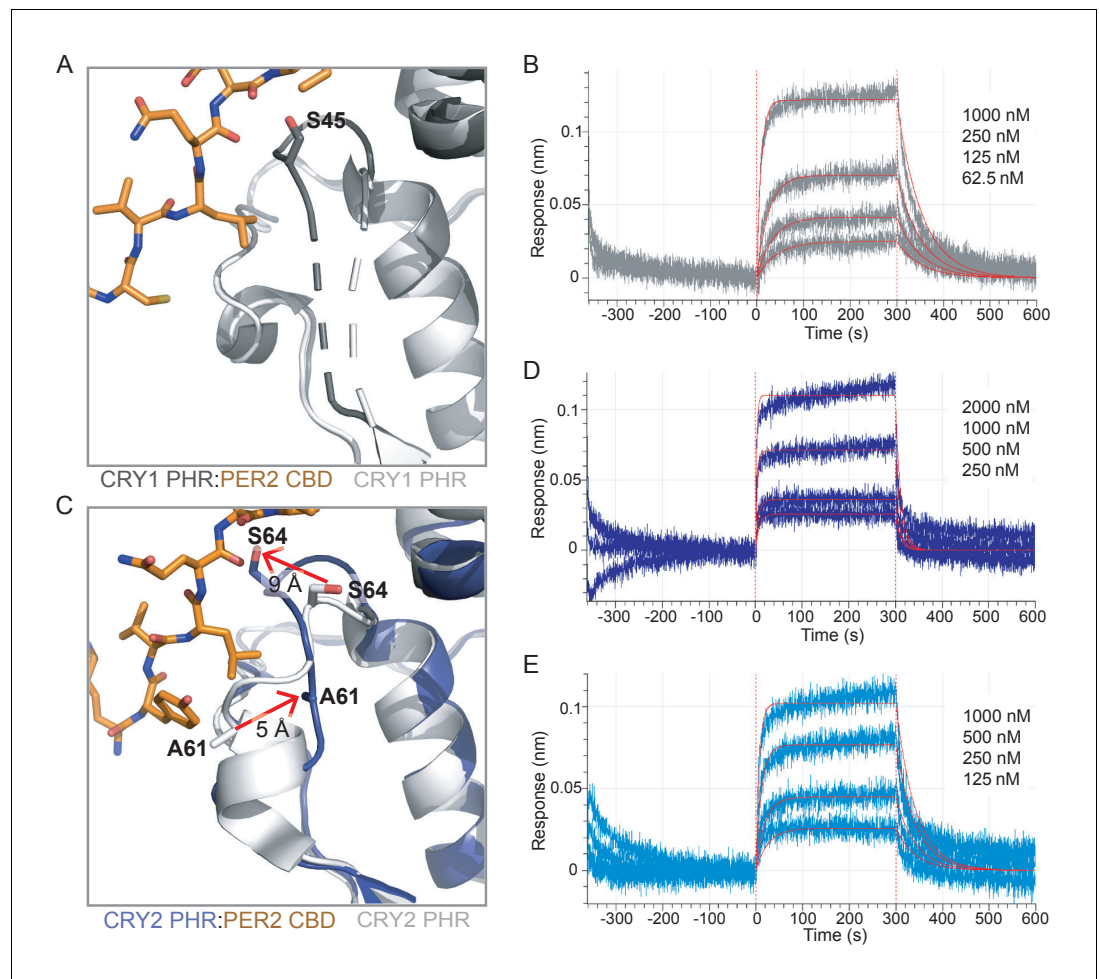 A
S45
CRY1 PHR:PER2 CBD CRY1 PHR
B
Response (nm)
0.1
0.05
0
1000 nM
250 nM
125 nM
62.5 nM
-300 -200 -100 0 100 200 300 400 500 600
Time (s)
C
S64
9 Å
S64
A61
5 Å
A61
CRY2 PHR:PER2 CBD CRY2 PHR
D
Response (nm)
0.1
0.05
0
2000 nM
1000 nM
500 nM
250 nM
-300 -200 -100 0 100 200 300 400 500 600
Time (s)
E
Response (nm)
0.1
0.05
0
1000 nM
500 nM
250 nM
125 nM
-300 -200 -100 0 100 200 300 400 500 600
Time (s)